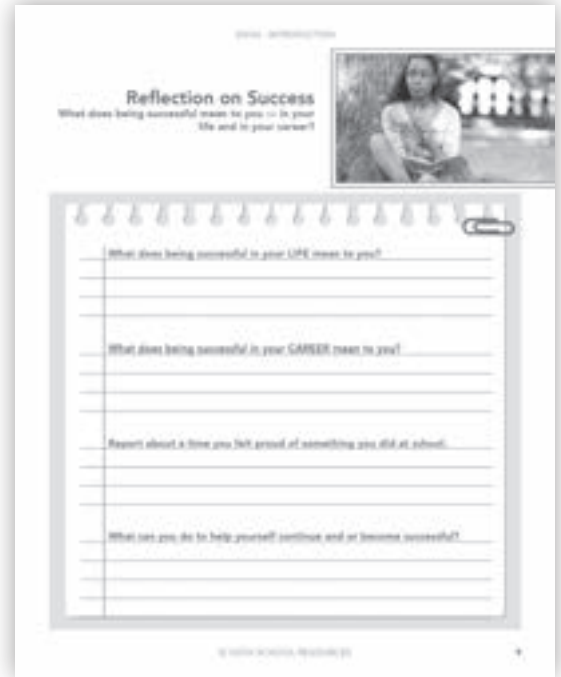 Reflection on Success
What does being successful mean to you — in your
life and in your career?
What does being successful in your LIFE mean to you?
What does being successful in your CAREER mean to you?
Report about a time you felt proud of something you did at school.
What can you do to help yourself continue and or become successful?